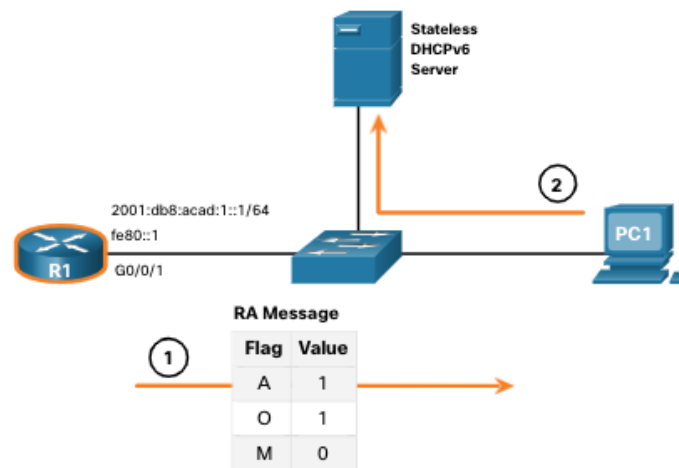 Stateless
DHCPv6
Server
2
2001:db8:acad:1::1/64
fe80::1
PC1
R1
G0/0/1
RA Message
1
Flag Value
A 1
O 1
M 0